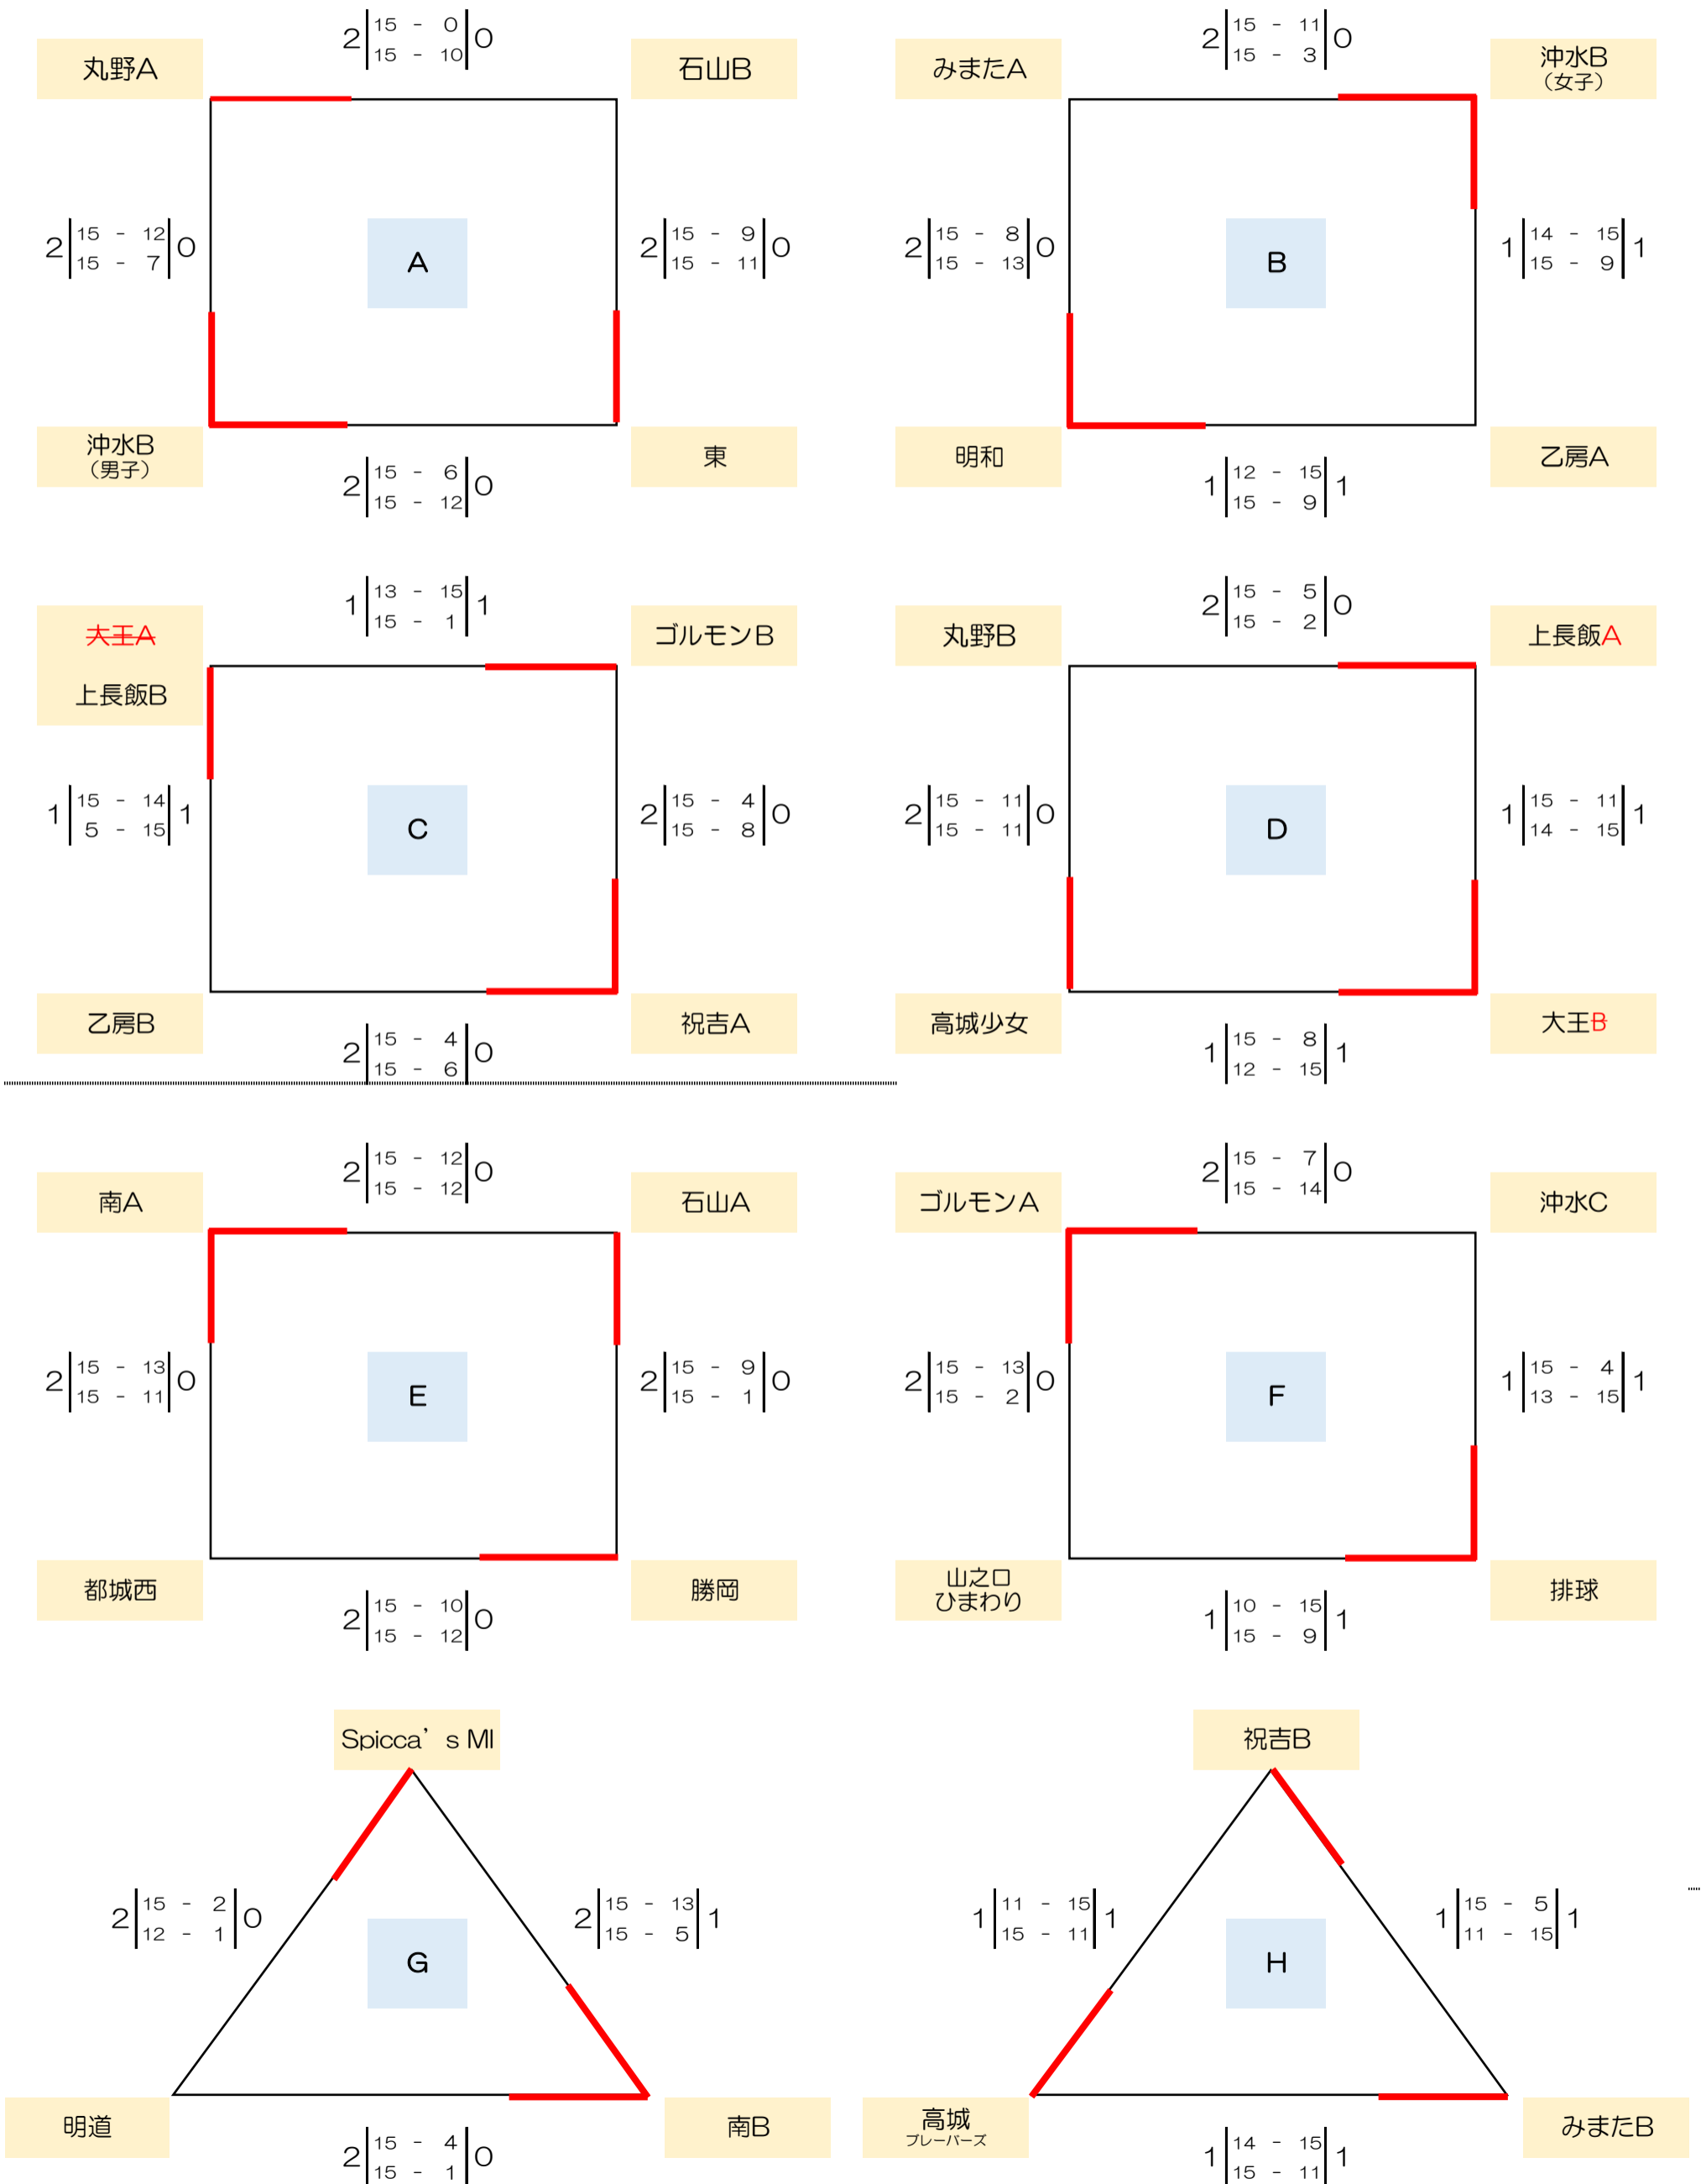 2 15 - 0 0
15 - 10
2 15 - 11 0
15 - 3
丸野A
石山B
みまたA
沖水B
（女子）
2 15 - 12 0
15 - 7
A
2 15 - 9 0
15 - 11
2 15 - 8 0
15 - 13
B
1 14 - 15 1
15 - 9
沖水B
（男子）
東
明和
乙房A
2 15 - 6 0
15 - 12
1 12 - 15 1
15 - 9
1 13 - 15 1
15 - 1
2 15 - 5 0
15 - 2
大王A
上長飯B
ゴルモンB
丸野B
上長飯A
1 15 - 14 1
5 - 15
C
2 15 - 4 0
15 - 8
2 15 - 11 0
15 - 11
D
1 15 - 11 1
14 - 15
乙房B
祝吉A
高城少女
大王B
2 15 - 4 0
15 - 6
1 15 - 8 1
12 - 15
2 15 - 12 0
15 - 12
2 15 - 7 0
15 - 14
南A
石山A
ゴルモンA
沖水C
2 15 - 13 0
15 - 11
E
2 15 - 9 0
15 - 1
2 15 - 13 0
15 - 2
F
1 15 - 4 1
13 - 15
都城西
勝岡
山之口
ひまわり
排球
2 15 - 10 0
15 - 12
1 10 - 15 1
15 - 9
Spicca’s MI
祝吉B
2 15 - 2 0
12 - 1
G
2 15 - 13 1
15 - 5
1 11 - 15 1
15 - 11
H
1 15 - 5 1
11 - 15
明道
南B
高城
ブレーバーズ
みまたB
2 15 - 4 0
15 - 1
1 14 - 15 1
15 - 11